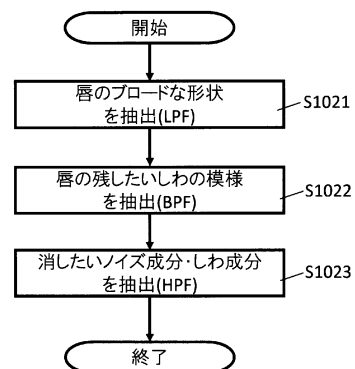 開始
唇のブロードな形状
を抽出(LPF)
S1021
唇の残したいしわの模様
を抽出(BPF)
S1022
消したいノイズ成分・しわ成分
を抽出(HPF)
S1023
終了